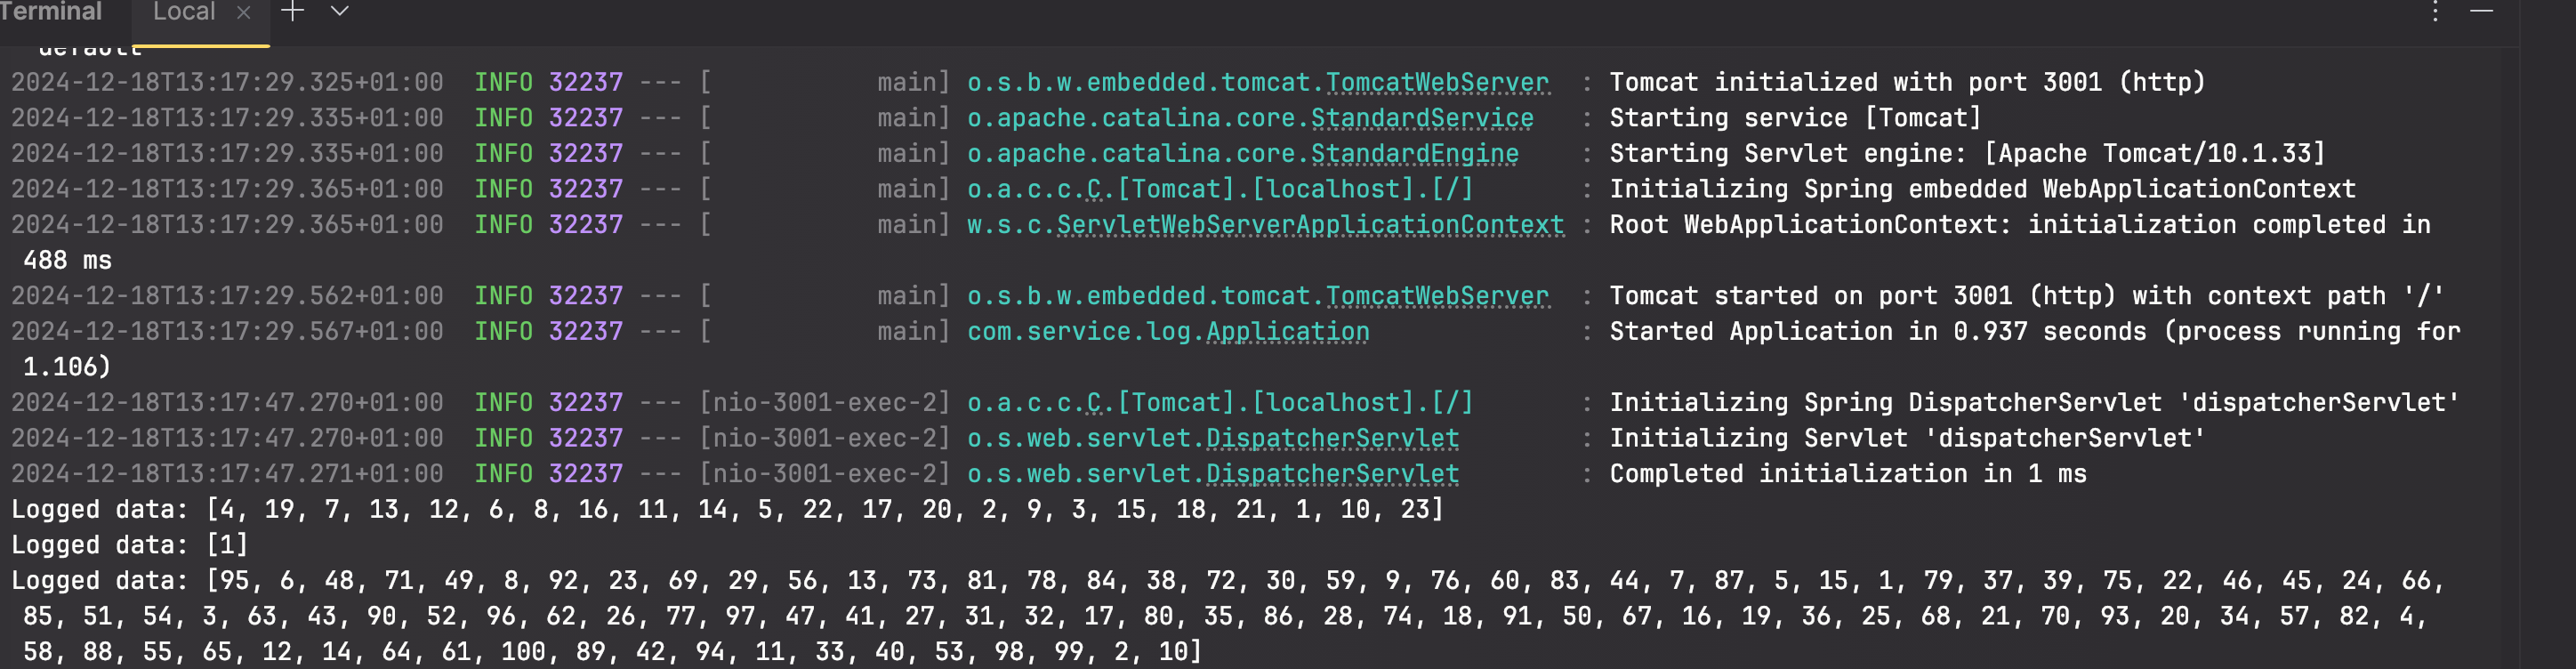 Terminal Local × + ⌄ ⋮ —
default
2024-12-18T13:17:29.325+01:00  INFO 32237 --- [           main] o.s.b.w.embedded.tomcat.TomcatWebServer  : Tomcat initialized with port 3001 (http)
2024-12-18T13:17:29.335+01:00  INFO 32237 --- [           main] o.apache.catalina.core.StandardService   : Starting service [Tomcat]
2024-12-18T13:17:29.335+01:00  INFO 32237 --- [           main] o.apache.catalina.core.StandardEngine    : Starting Servlet engine: [Apache Tomcat/10.1.33]
2024-12-18T13:17:29.365+01:00  INFO 32237 --- [           main] o.a.c.c.C.[Tomcat].[localhost].[/]       : Initializing Spring embedded WebApplicationContext
2024-12-18T13:17:29.365+01:00  INFO 32237 --- [           main] w.s.c.ServletWebServerApplicationContext : Root WebApplicationContext: initialization completed in
488 ms
2024-12-18T13:17:29.562+01:00  INFO 32237 --- [           main] o.s.b.w.embedded.tomcat.TomcatWebServer  : Tomcat started on port 3001 (http) with context path '/'
2024-12-18T13:17:29.567+01:00  INFO 32237 --- [           main] com.service.log.Application              : Started Application in 0.937 seconds (process running for
1.106)
2024-12-18T13:17:47.270+01:00  INFO 32237 --- [nio-3001-exec-2] o.a.c.c.C.[Tomcat].[localhost].[/]       : Initializing Spring DispatcherServlet 'dispatcherServlet'
2024-12-18T13:17:47.270+01:00  INFO 32237 --- [nio-3001-exec-2] o.s.web.servlet.DispatcherServlet        : Initializing Servlet 'dispatcherServlet'
2024-12-18T13:17:47.271+01:00  INFO 32237 --- [nio-3001-exec-2] o.s.web.servlet.DispatcherServlet        : Completed initialization in 1 ms
Logged data: [4, 19, 7, 13, 12, 6, 8, 16, 11, 14, 5, 22, 17, 20, 2, 9, 3, 15, 18, 21, 1, 10, 23]
Logged data: [1]
Logged data: [95, 6, 48, 71, 49, 8, 92, 23, 69, 29, 56, 13, 73, 81, 78, 84, 38, 72, 30, 59, 9, 76, 60, 83, 44, 7, 87, 5, 15, 1, 79, 37, 39, 75, 22, 46, 45, 24, 66,
85, 51, 54, 3, 63, 43, 90, 52, 96, 62, 26, 77, 97, 47, 41, 27, 31, 32, 17, 80, 35, 86, 28, 74, 18, 91, 50, 67, 16, 19, 36, 25, 68, 21, 70, 93, 20, 34, 57, 82, 4,
58, 88, 55, 65, 12, 14, 64, 61, 100, 89, 42, 94, 11, 33, 40, 53, 98, 99, 2, 10]